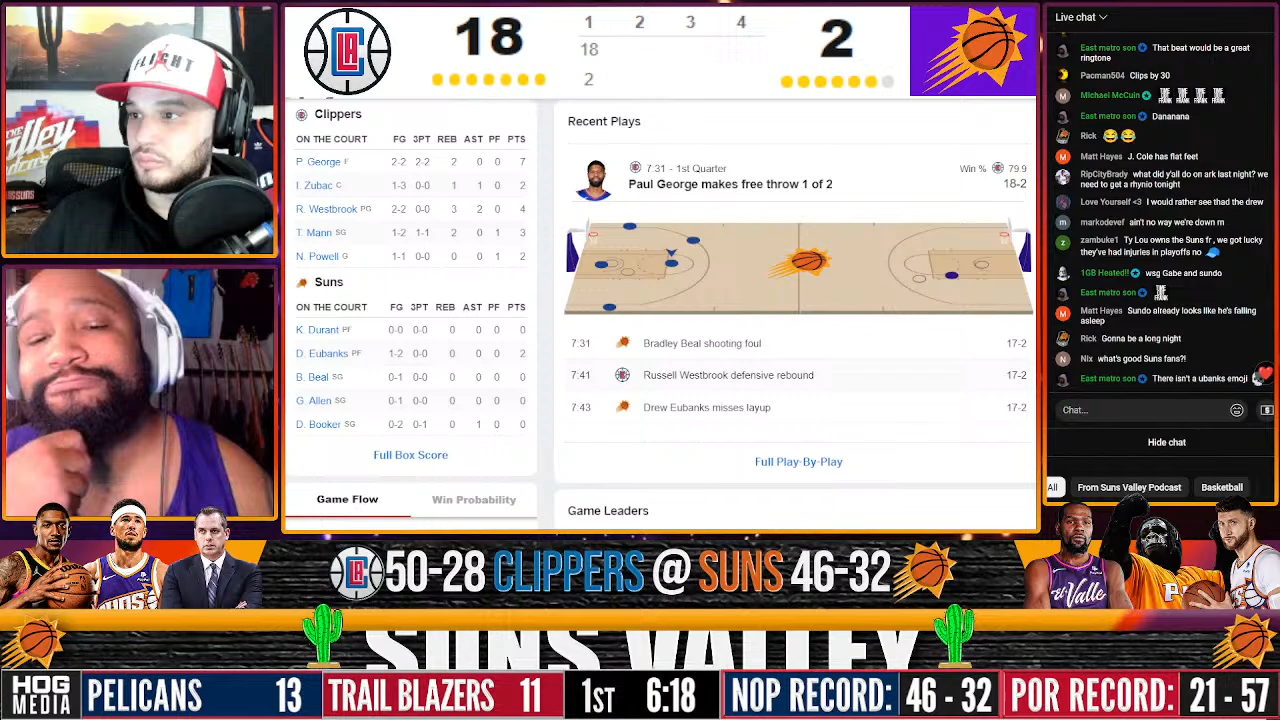 FLIGHT
THE
Valley
18
1 2 3 4
18
2
2
LA
Clippers
ON THE COURT FG 3PT REB AST PF PTS
P. George F 2-2 2-2 2 0 0 7
I. Zubac C 1-3 0-0 1 1 0 2
R. Westbrook PG 2-2 0-0 3 2 0 4
T. Mann SG 1-2 1-1 2 0 1 3
N. Powell G 1-1 0-0 0 0 1 2
Suns
ON THE COURT FG 3PT REB AST PF PTS
K. Durant PF 0-0 0-0 0 0 0 0
D. Eubanks PF 1-2 0-0 0 0 0 2
B. Beal SG 0-1 0-0 0 0 1 0
G. Allen SG 0-1 0-0 0 0 0 0
D. Booker SG 0-2 0-1 0 1 0 0
Full Box Score
Game Flow Win Probability
Recent Plays
7:31 - 1st Quarter Win % 79.9
Paul George makes free throw 1 of 2 18-2
7:31 Bradley Beal shooting foul 17-2
7:41 Russell Westbrook defensive rebound 17-2
7:43 Drew Eubanks misses layup 17-2
Full Play-By-Play
Game Leaders
Live chat
East metro son That beat would be a great
ringtone
Pacman504 Clips by 30
Michael McCuin
East metro son Dananana
Rick
Matt Hayes J. Cole has flat feet
RipCityBrady what did y'all do on ark last night? we
need to get a rhynio tonight
Love Yourself <3 I would rather see thad the drew
markodevef ain't no way we're down rn
zambuke1 Ty Lou owns the Suns fr , we got lucky
they've had injuries in playoffs no
1GB Heated!! wsg Gabe and sundo
East metro son
Matt Hayes Sundo already looks like he's falling
asleep
Rick Gonna be a long night
Nix what's good Suns fans?!
East metro son There isn't a ubanks emoji
Chat...
Hide chat
All From Suns Valley Podcast Basketball
50-28 CLIPPERS @ SUNS 46-32
SUNS VALLEY
HOG
MEDIA
PELICANS 13 TRAIL BLAZERS 11 1ST 6:18 NOP RECORD: 46 - 32 POR RECORD: 21 - 57